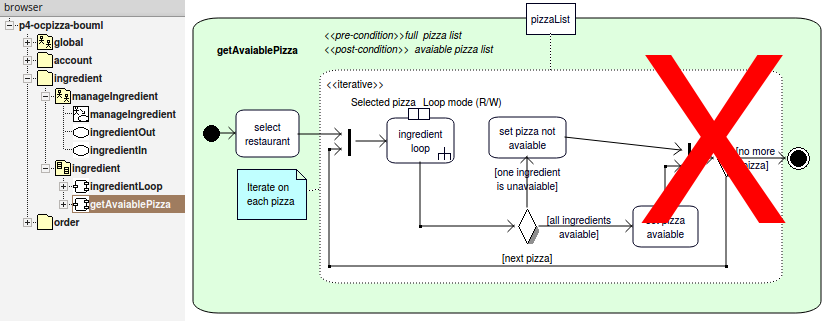 browser
p4-ocpizza-bouml
global
account
ingredient
manageIngredient
manageIngredient
ingredientOut
ingredientIn
ingredient
ingredientLoop
getAvaiablePizza
order
pizzaList
getAvaiablePizza
<<pre-condition>>full pizza list
<<post-condition>> avaiable pizza list
<<iterative>>
Selected pizza Loop mode (R/W)
select
restaurant
ingredient
loop
set pizza not
avaiable
[no more
pizza]
Iterate on
each pizza
[one ingredient
is unavaiable]
[all ingredients
avaiable]
pizza
avaiable
[next pizza]